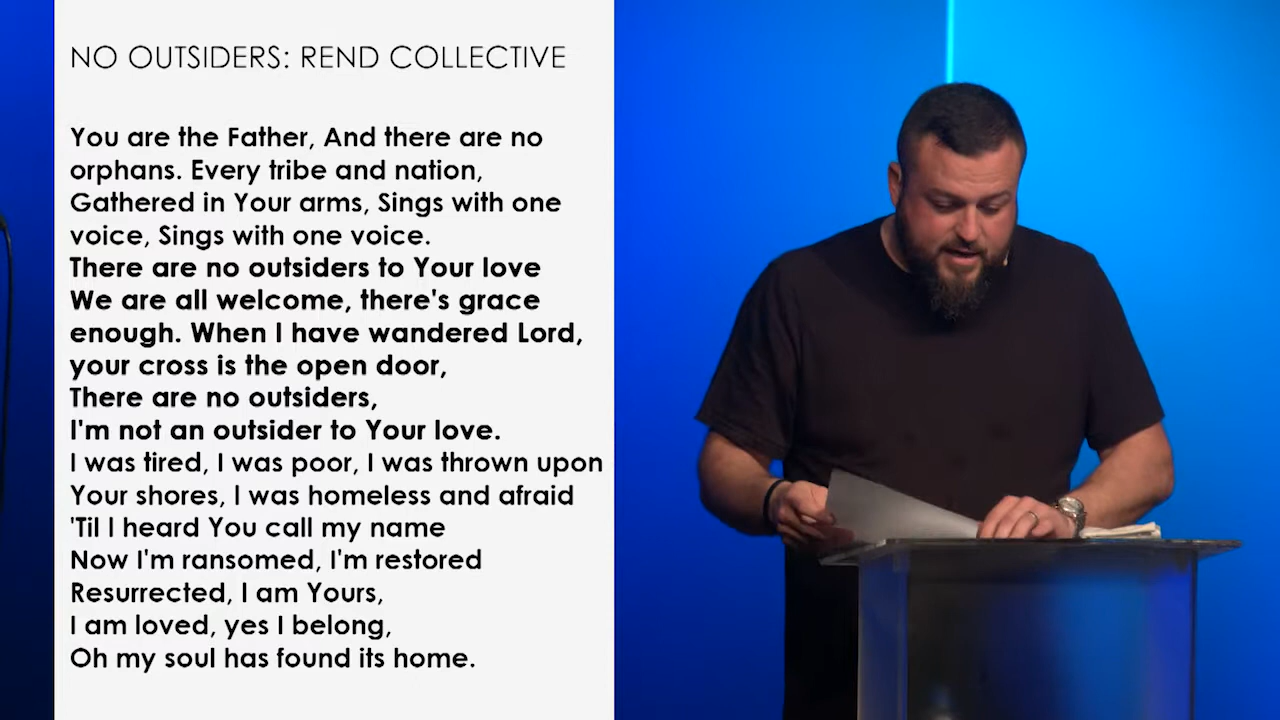 NO OUTSIDERS: REND COLLECTIVE
You are the Father, And there are no
orphans. Every tribe and nation,
Gathered in Your arms, Sings with one
voice, Sings with one voice.
There are no outsiders to Your love
We are all welcome, there's grace
enough. When I have wandered Lord,
your cross is the open door,
There are no outsiders,
I'm not an outsider to Your love.
I was tired, I was poor, I was thrown upon
Your shores, I was homeless and afraid
'Til I heard You call my name
Now I'm ransomed, I'm restored
Resurrected, I am Yours,
I am loved, yes I belong,
Oh my soul has found its home.